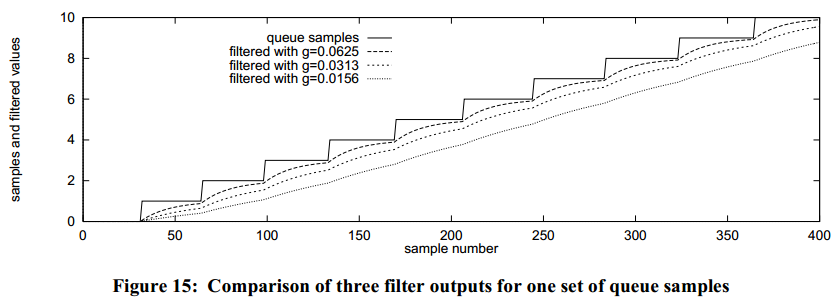 10
8
6
4
2
0
samples and filtered values
queue samples
filtered with g=0.0625
filtered with g=0.0313
filtered with g=0.0156
0 50 100 150 200 250 300 350 400
sample number
Figure 15: Comparison of three filter outputs for one set of queue samples